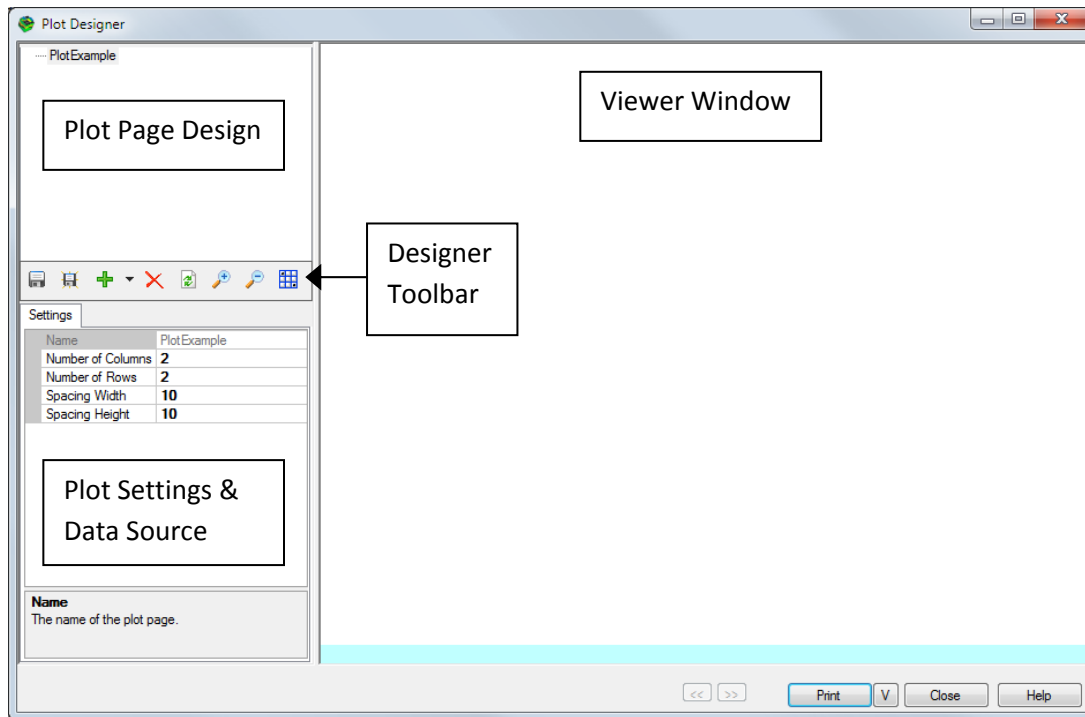 Plot Designer
PlotExample
Plot Page Design
Viewer Window
Designer
Toolbar
Settings
Name PlotExample
Number of Columns 2
Number of Rows 2
Spacing Width 10
Spacing Height 10
Plot Settings &
Data Source
Name
The name of the plot page.
<< >> Print V Close Help